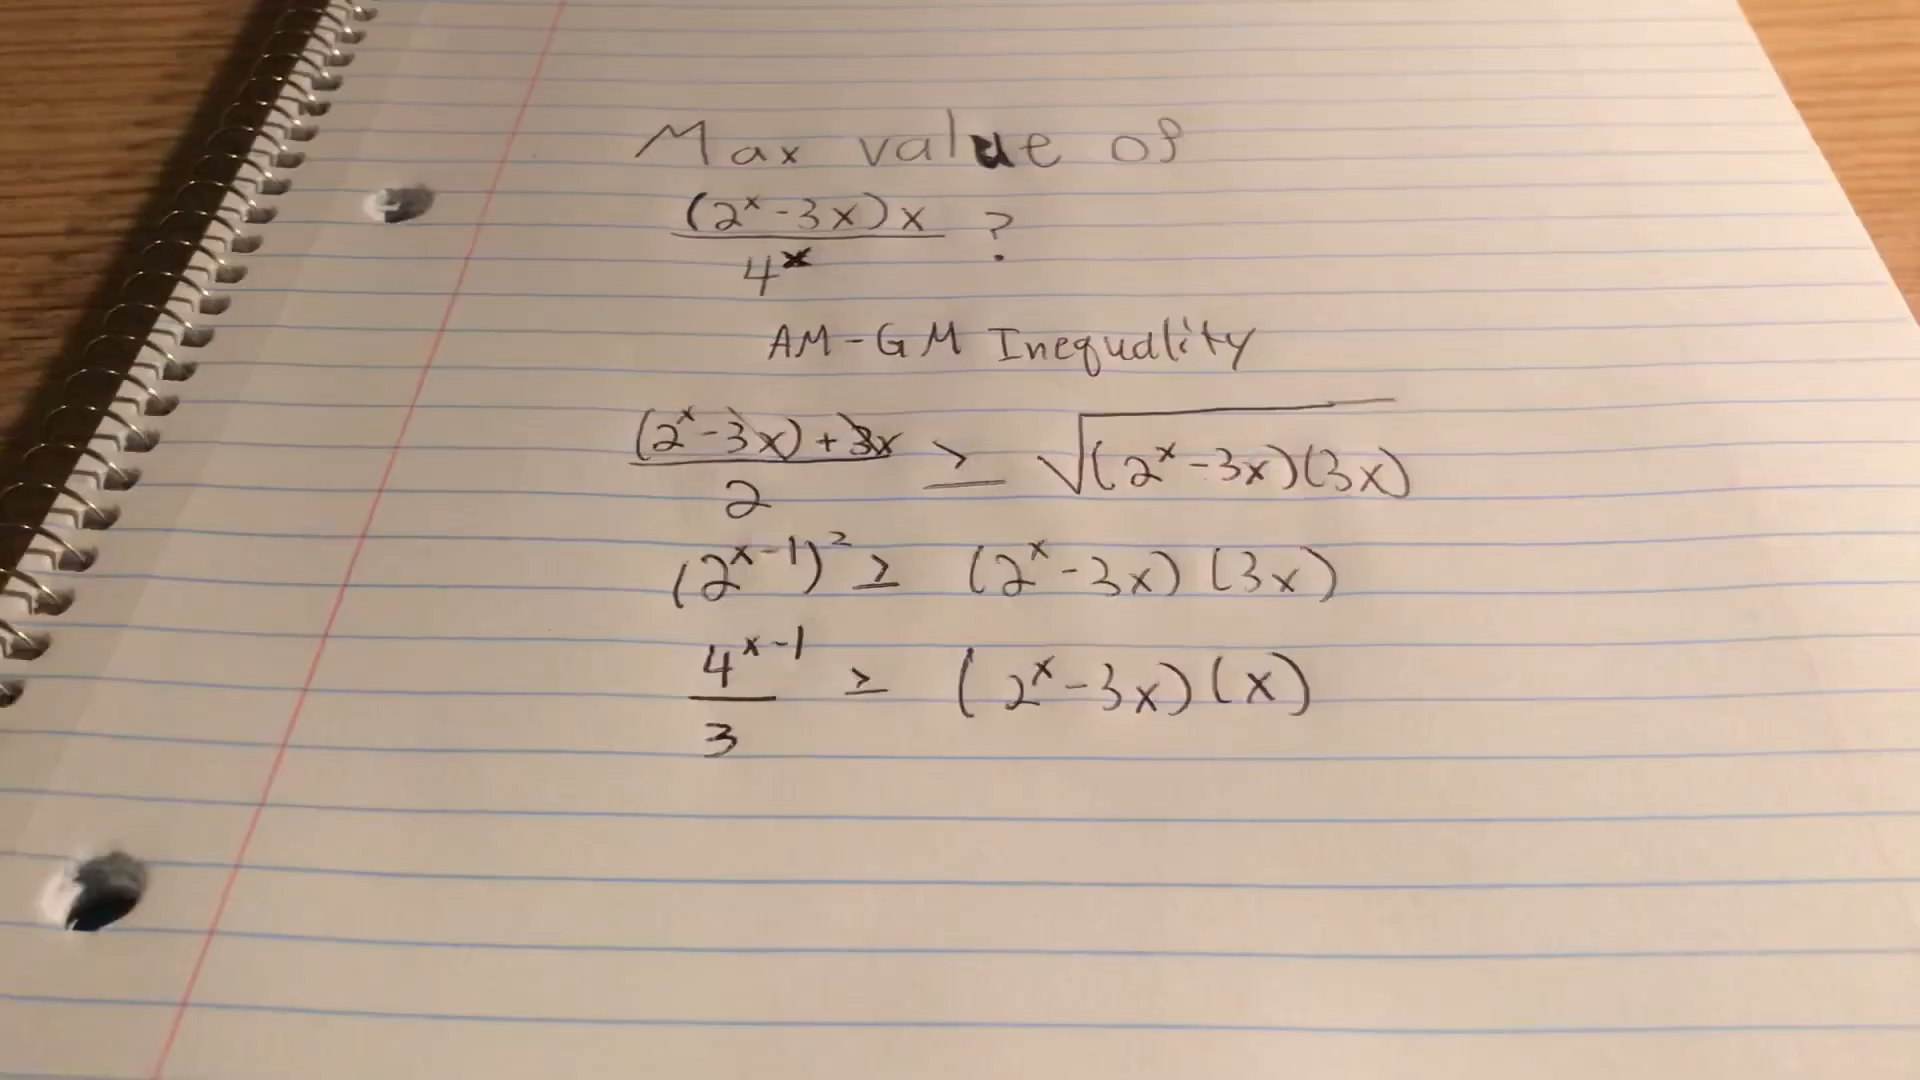 Max value of
(2^x - 3x)x / 4^x ?
AM-GM Inequality
((2^x - 3x) + 3x) / 2 ≥ √((2^x - 3x)(3x))
(2^(x-1))^2 ≥ (2^x - 3x)(3x)
4^(x-1) / 3 ≥ (2^x - 3x)(x)